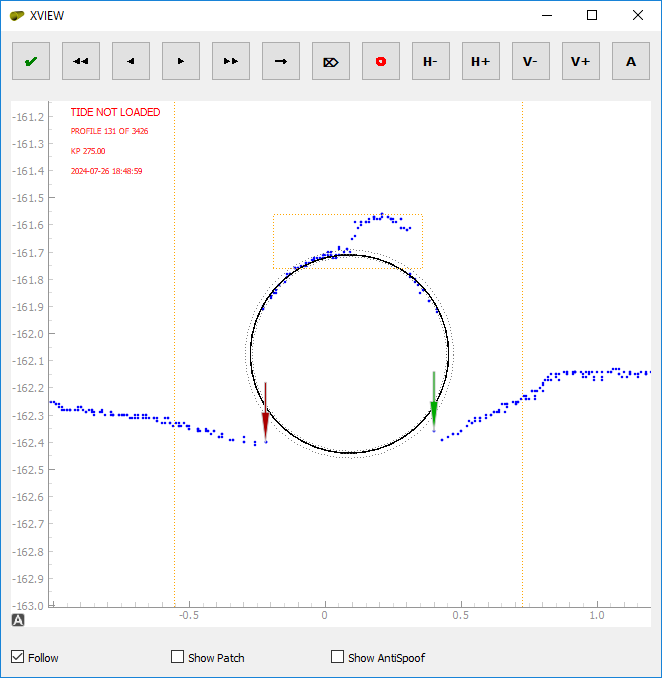 XVIEW
H-
H+
V-
V+
A
TIDE NOT LOADED
PROFILE 131 OF 3426
KP 275.00
2024-07-26 18:48:59
-161.2
-161.3
-161.4
-161.5
-161.6
-161.7
-161.8
-161.9
-162.0
-162.1
-162.2
-162.3
-162.4
-162.5
-162.6
-162.7
-162.8
-162.9
-163.0
-0.5
0
0.5
1.0
A
Follow
Show Patch
Show AntiSpoof